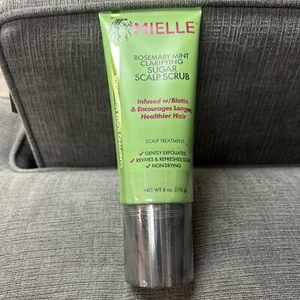 MIELLE
ROSEMARY MINT
CLARIFYING
SUGAR
SCALP SCRUB
Infused w/Biotin
& Encourages Longer,
Healthier Hair
SCALP TREATMENT
✓ GENTLY EXFOLIATES
✓ REVIVES & REFRESHES SCALP
✓ NON-DRYING
NET WT 6 oz. (170 g)